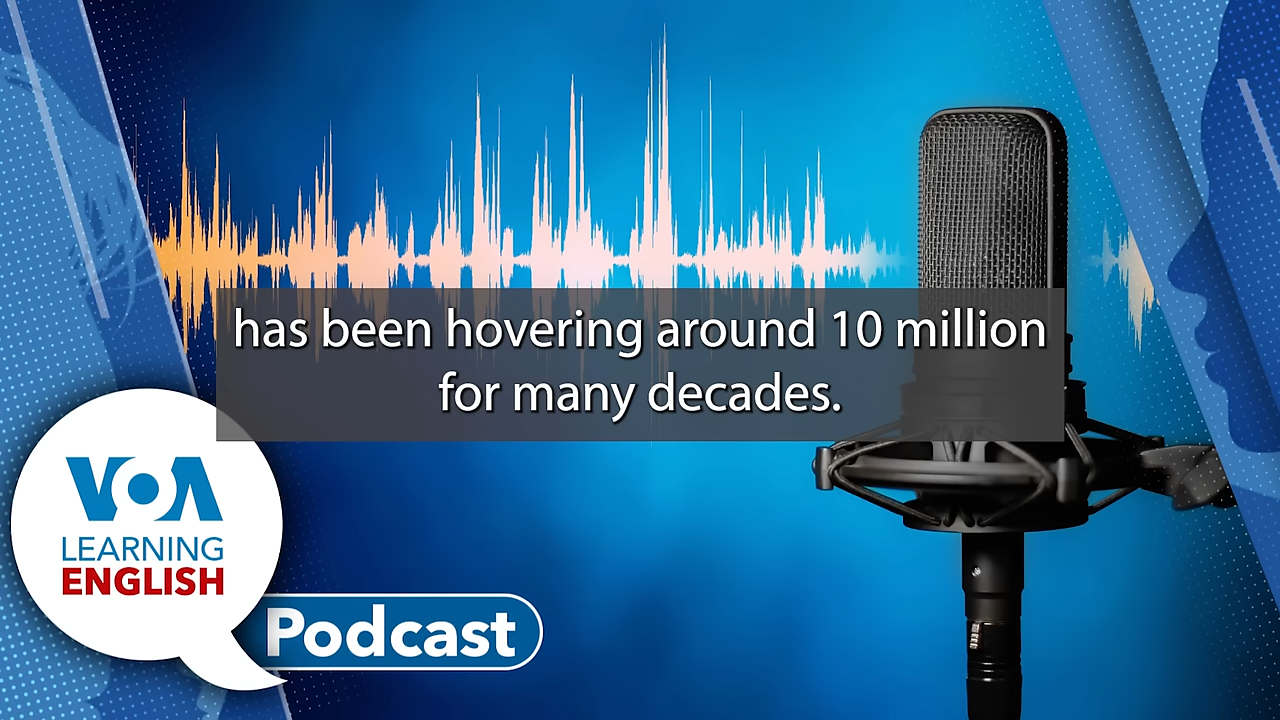 has been hovering around 10 million
for many decades.
VOA
LEARNING
ENGLISH
Podcast